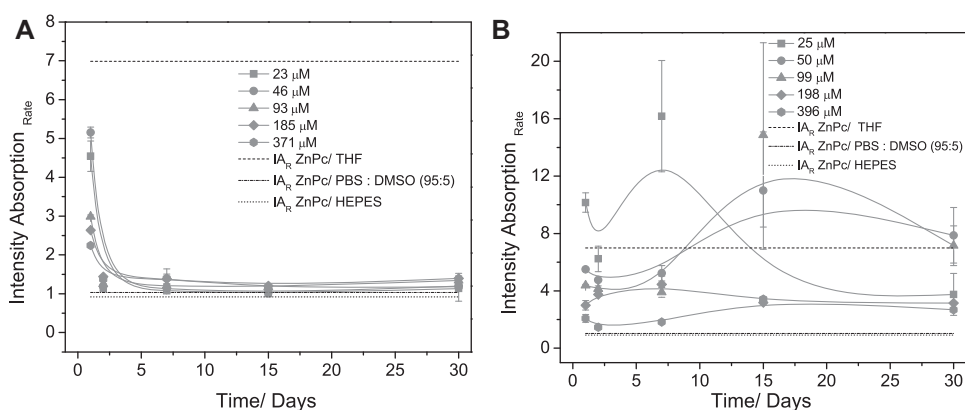 A
Intensity Absorption Rate
8
7
6
5
4
3
2
1
0
23 μM
46 μM
93 μM
185 μM
371 μM
IAR ZnPc/ THF
IAR ZnPc/ PBS : DMSO (95:5)
IAR ZnPc/ HEPES
0 5 10 15 20 25 30
Time/ Days
B
Intensity Absorption Rate
20
16
12
8
4
0
25 μM
50 μM
99 μM
198 μM
396 μM
IAR ZnPc/ THF
IAR ZnPc/ PBS : DMSO (95:5)
IAR ZnPc/ HEPES
0 5 10 15 20 25 30
Time/ Days